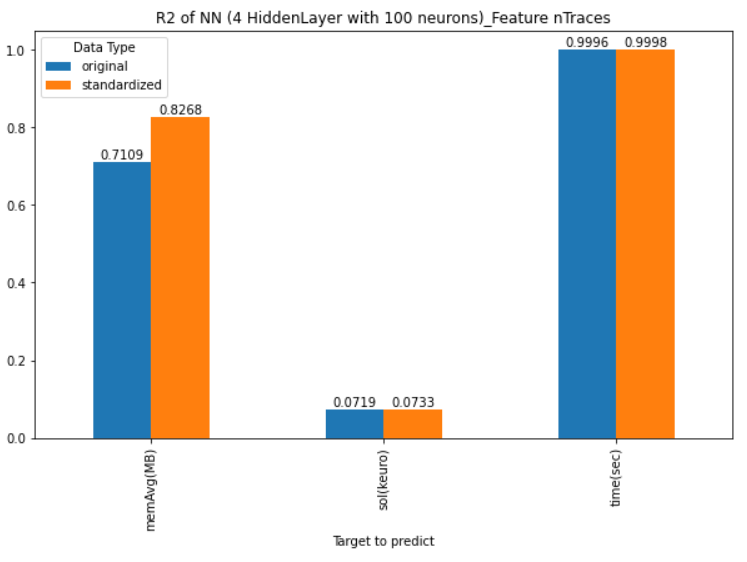 R2 of NN (4 HiddenLayer with 100 neurons)_Feature nTraces
Data Type
original
standardized
1.0
0.8
0.6
0.4
0.2
0.0
0.7109
0.8268
0.0719
0.0733
0.9996
0.9998
memAvg(MB)
sol(keuro)
time(sec)
Target to predict